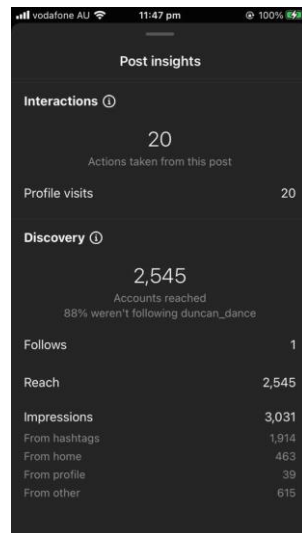 vodafone AU 11:47 pm 100%
Post insights
Interactions
20
Actions taken from this post
Profile visits 20
Discovery
2,545
Accounts reached
88% weren't following duncan_dance
Follows 1
Reach 2,545
Impressions 3,031
From hashtags 1,914
From home 463
From profile 39
From other 615